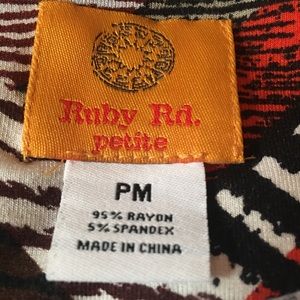 Ruby Rd.
petite
PM
95% RAYON
5% SPANDEX
MADE IN CHINA